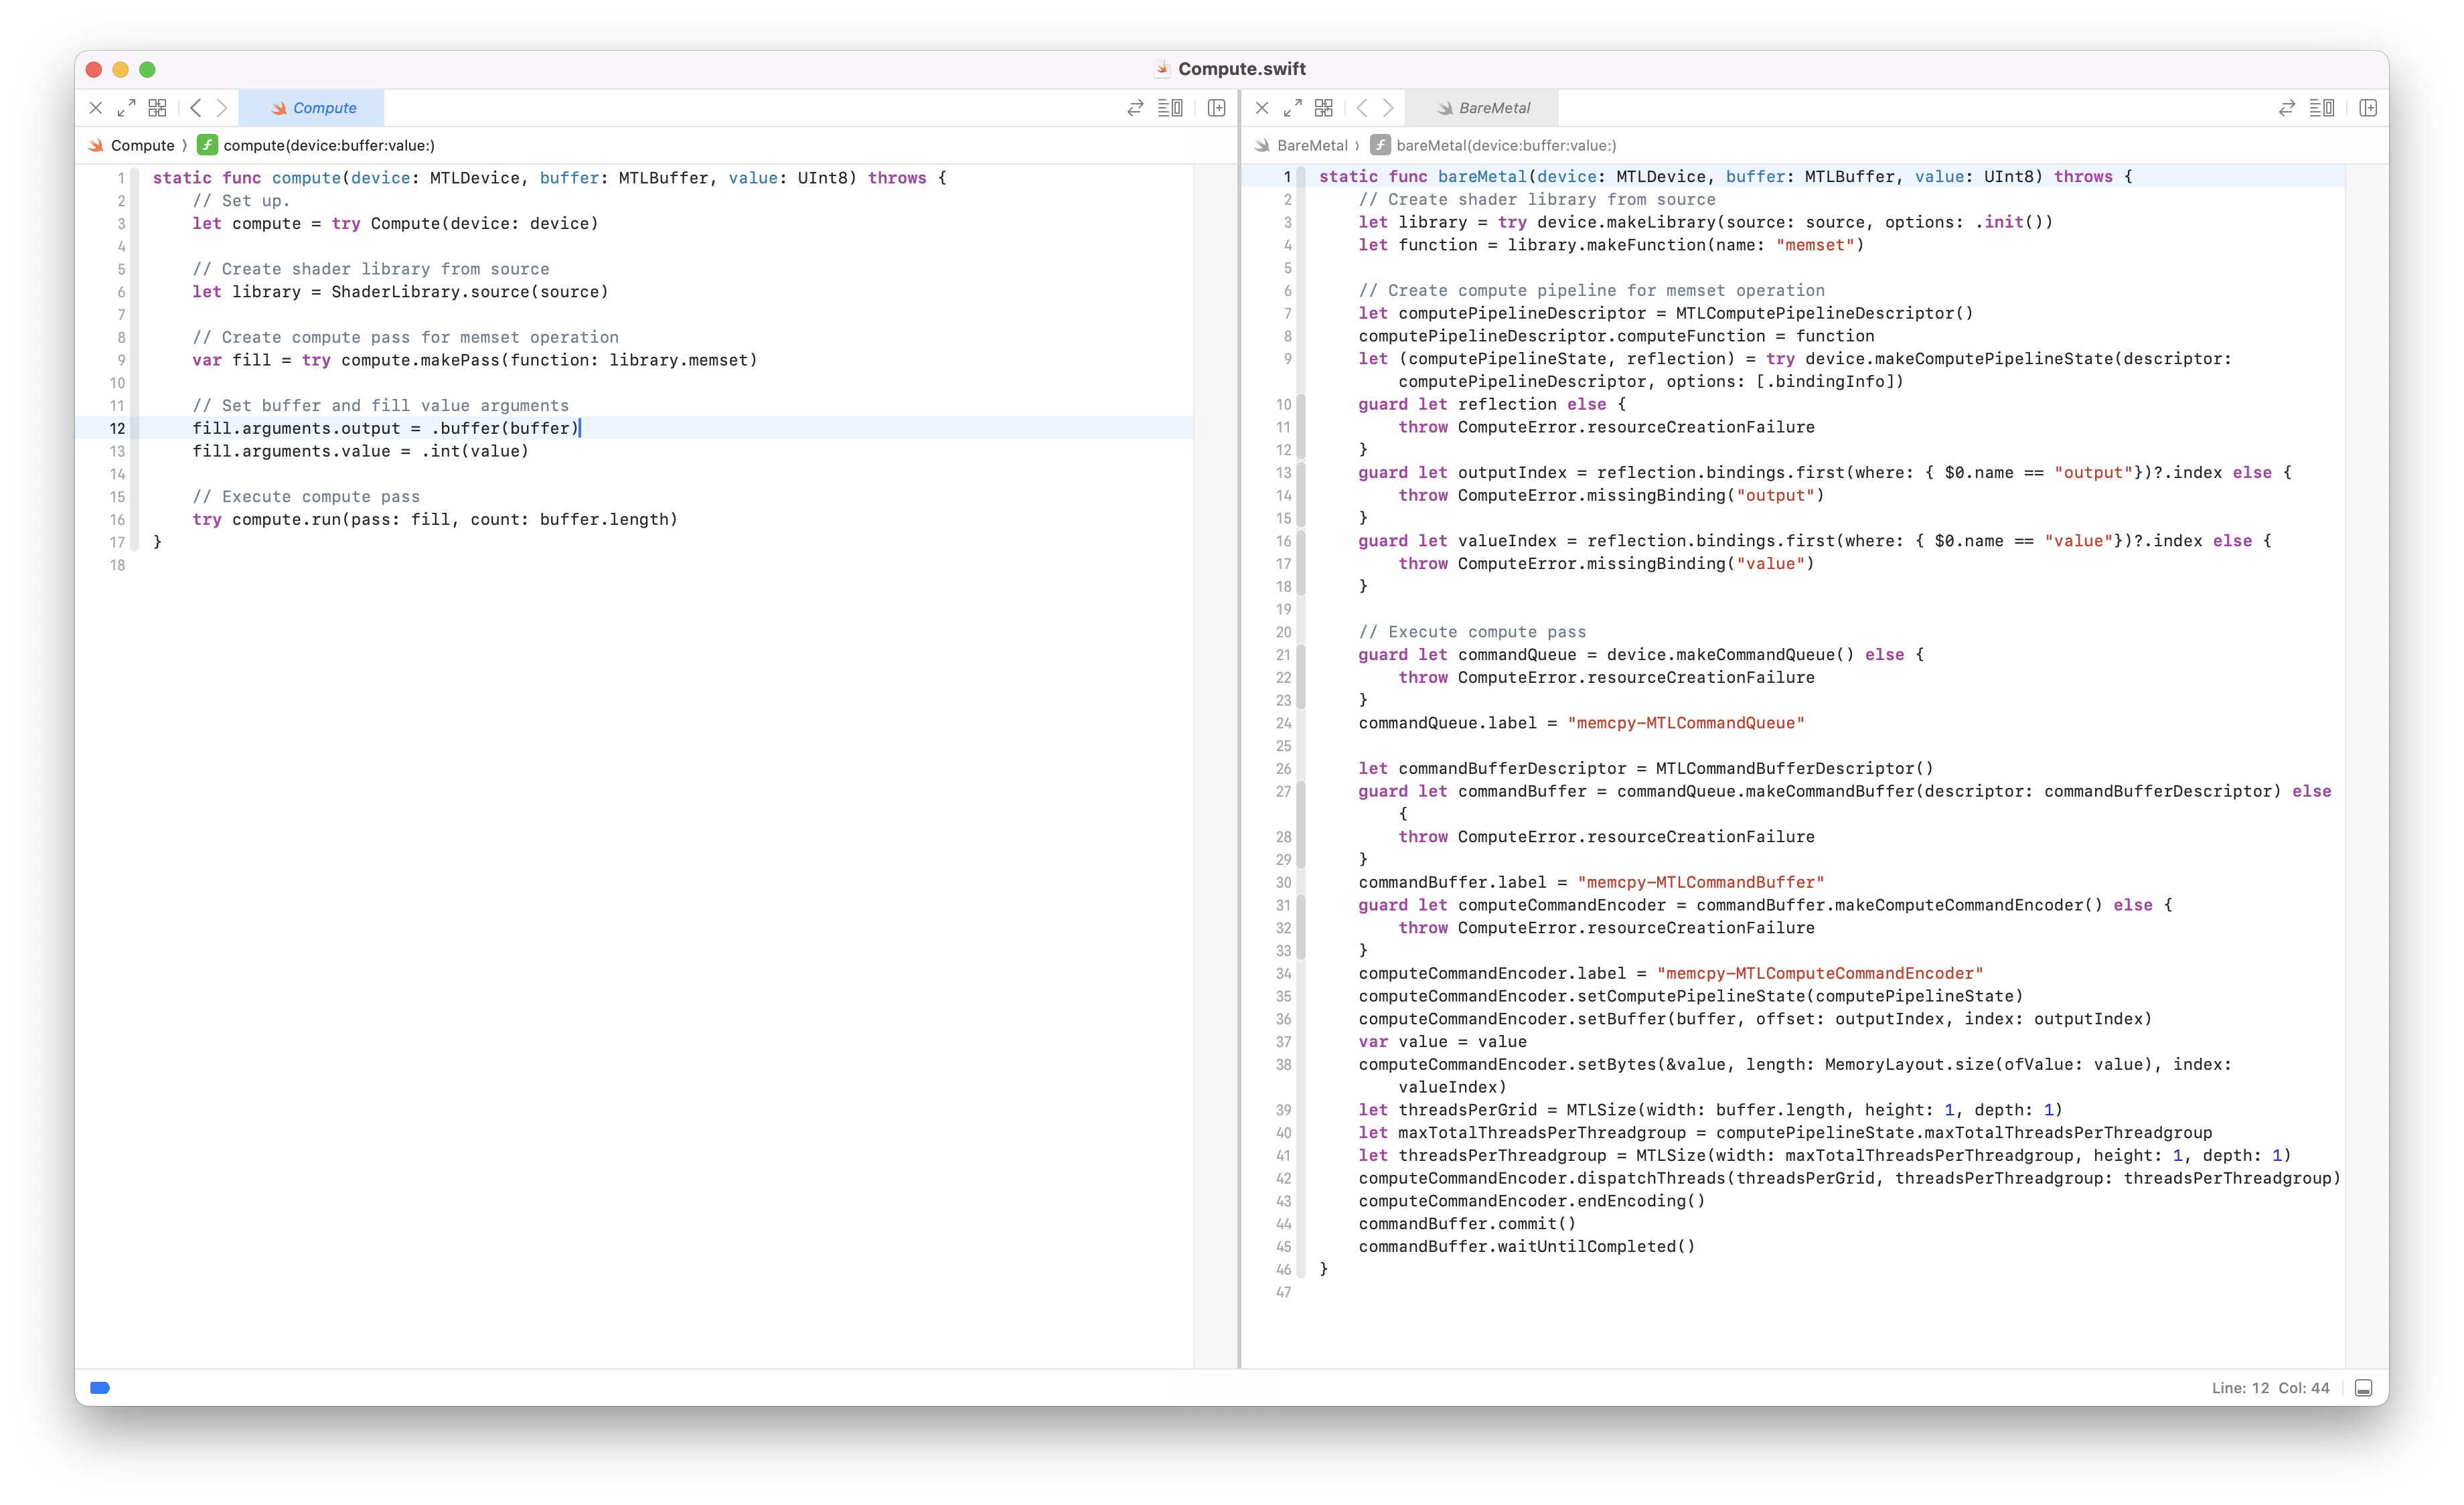 Compute.swift
Compute
Compute 〉 f compute(device:buffer:value:)
1 static func compute(device: MTLDevice, buffer: MTLBuffer, value: UInt8) throws {
2     // Set up.
3     let compute = try Compute(device: device)
4
5     // Create shader library from source
6     let library = ShaderLibrary.source(source)
7
8     // Create compute pass for memset operation
9     var fill = try compute.makePass(function: library.memset)
10
11     // Set buffer and fill value arguments
12     fill.arguments.output = .buffer(buffer)
13     fill.arguments.value = .int(value)
14
15     // Execute compute pass
16     try compute.run(pass: fill, count: buffer.length)
17 }
18
BareMetal
BareMetal 〉 f bareMetal(device:buffer:value:)
1 static func bareMetal(device: MTLDevice, buffer: MTLBuffer, value: UInt8) throws {
2     // Create shader library from source
3     let library = try device.makeLibrary(source: source, options: .init())
4     let function = library.makeFunction(name: "memset")
5
6     // Create compute pipeline for memset operation
7     let computePipelineDescriptor = MTLComputePipelineDescriptor()
8     computePipelineDescriptor.computeFunction = function
9     let (computePipelineState, reflection) = try device.makeComputePipelineState(descriptor:
computePipelineDescriptor, options: [.bindingInfo])
10     guard let reflection else {
11         throw ComputeError.resourceCreationFailure
12     }
13     guard let outputIndex = reflection.bindings.first(where: { $0.name == "output"})?.index else {
14         throw ComputeError.missingBinding("output")
15     }
16     guard let valueIndex = reflection.bindings.first(where: { $0.name == "value"})?.index else {
17         throw ComputeError.missingBinding("value")
18     }
19
20     // Execute compute pass
21     guard let commandQueue = device.makeCommandQueue() else {
22         throw ComputeError.resourceCreationFailure
23     }
24     commandQueue.label = "memcpy-MTLCommandQueue"
25
26     let commandBufferDescriptor = MTLCommandBufferDescriptor()
27     guard let commandBuffer = commandQueue.makeCommandBuffer(descriptor: commandBufferDescriptor) else
{
28         throw ComputeError.resourceCreationFailure
29     }
30     commandBuffer.label = "memcpy-MTLCommandBuffer"
31     guard let computeCommandEncoder = commandBuffer.makeComputeCommandEncoder() else {
32         throw ComputeError.resourceCreationFailure
33     }
34     computeCommandEncoder.label = "memcpy-MTLComputeCommandEncoder"
35     computeCommandEncoder.setComputePipelineState(computePipelineState)
36     computeCommandEncoder.setBuffer(buffer, offset: outputIndex, index: outputIndex)
37     var value = value
38     computeCommandEncoder.setBytes(&value, length: MemoryLayout.size(ofValue: value), index:
valueIndex)
39     let threadsPerGrid = MTLSize(width: buffer.length, height: 1, depth: 1)
40     let maxTotalThreadsPerThreadgroup = computePipelineState.maxTotalThreadsPerThreadgroup
41     let threadsPerThreadgroup = MTLSize(width: maxTotalThreadsPerThreadgroup, height: 1, depth: 1)
42     computeCommandEncoder.dispatchThreads(threadsPerGrid, threadsPerThreadgroup: threadsPerThreadgroup)
43     computeCommandEncoder.endEncoding()
44     commandBuffer.commit()
45     commandBuffer.waitUntilCompleted()
46 }
47
Line: 12 Col: 44